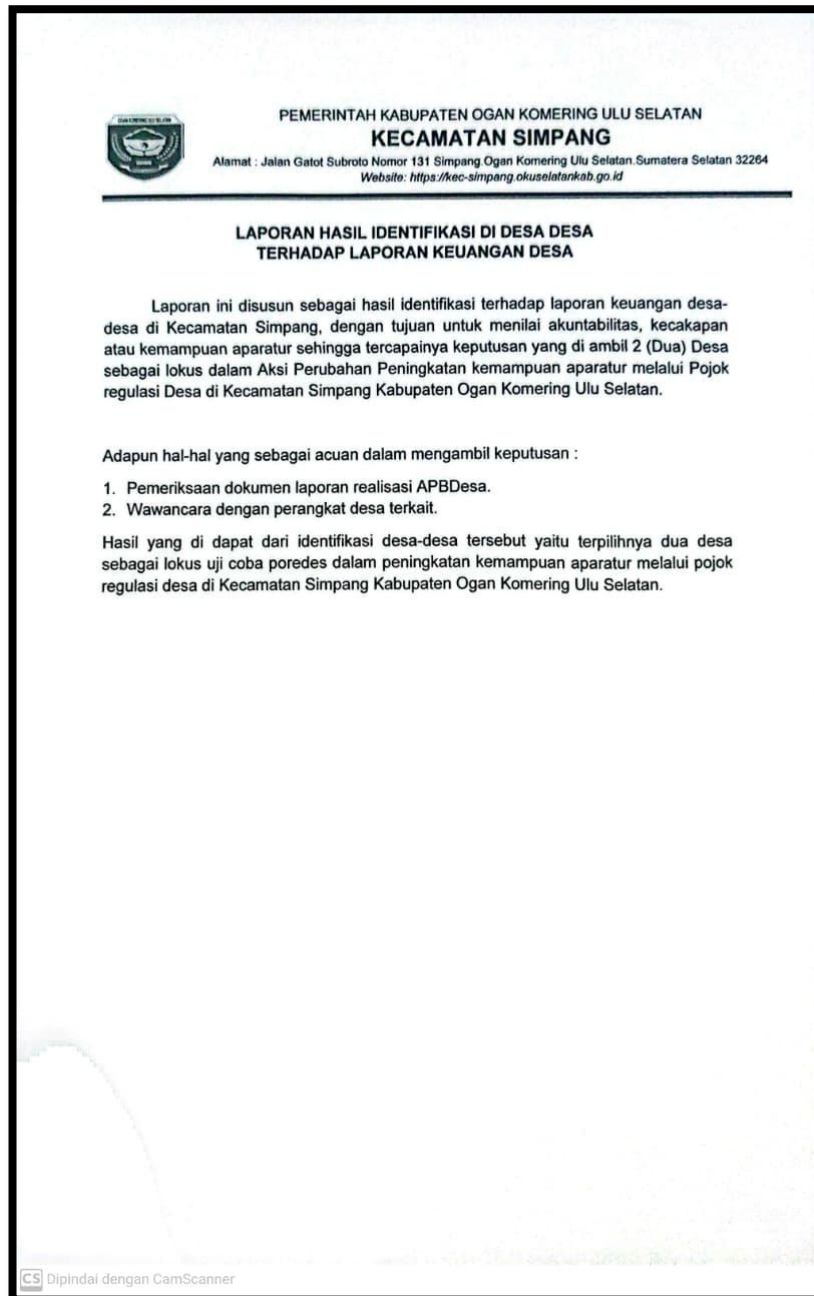 PEMERINTAH KABUPATEN OGAN KOMERING ULU SELATAN
KECAMATAN SIMPANG
Alamat : Jalan Gatot Subroto Nomor 131 Simpang.Ogan Komering Ulu Selatan.Sumatera Selatan 32264
Website: https://kec-simpang.okuselatankab.go.id
LAPORAN HASIL IDENTIFIKASI DI DESA DESA
TERHADAP LAPORAN KEUANGAN DESA
Laporan ini disusun sebagai hasil identifikasi terhadap laporan keuangan desa-
desa di Kecamatan Simpang, dengan tujuan untuk menilai akuntabilitas, kecakapan
atau kemampuan aparatur sehingga tercapainya keputusan yang di ambil 2 (Dua) Desa
sebagai lokus dalam Aksi Perubahan Peningkatan kemampuan aparatur melalui Pojok
regulasi Desa di Kecamatan Simpang Kabupaten Ogan Komering Ulu Selatan.
Adapun hal-hal yang sebagai acuan dalam mengambil keputusan :
1. Pemeriksaan dokumen laporan realisasi APBDesa.
2. Wawancara dengan perangkat desa terkait.
Hasil yang di dapat dari identifikasi desa-desa tersebut yaitu terpilihnya dua desa
sebagai lokus uji coba poredes dalam peningkatan kemampuan aparatur melalui pojok
regulasi desa di Kecamatan Simpang Kabupaten Ogan Komering Ulu Selatan.
CS Dipindai dengan CamScanner